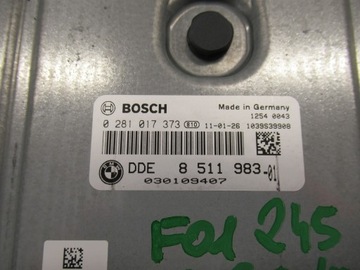 BOSCH
Made in Germany
1254 0043
0 281 017 373 B10 11-01-26 1039S39908
DDE 8 511 983-01
030109407
F01 245